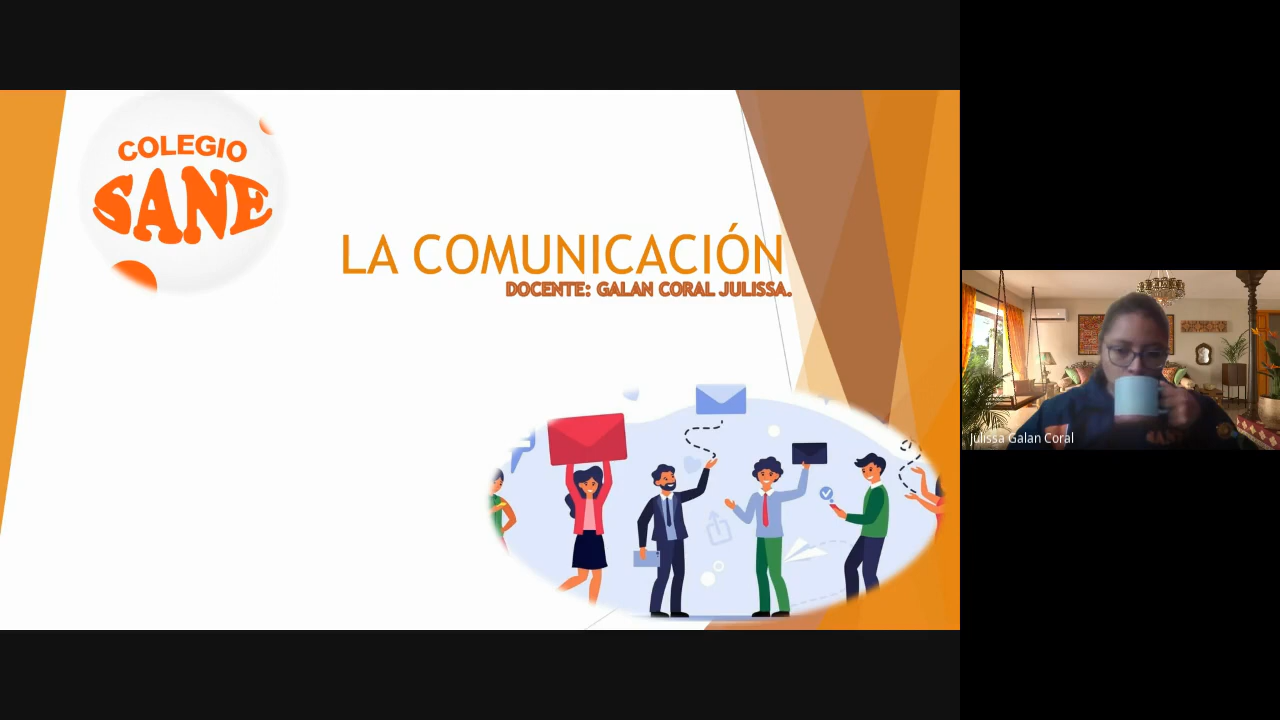 COLEGIO
SANE
LA COMUNICACIÓN
DOCENTE: GALAN CORAL JULISSA.
Julissa Galan Coral